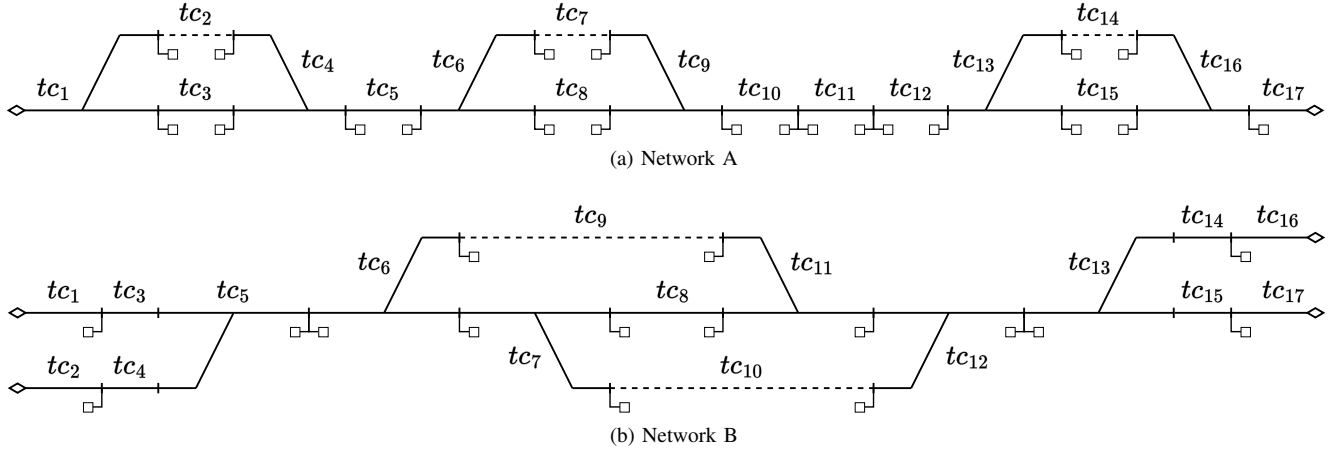 tc2 tc7 tc14
tc1 tc3 tc4 tc5 tc6 tc8 tc9 tc10 tc11 tc12 tc13 tc15 tc16 tc17
(a) Network A
tc9 tc14 tc16
tc6 tc11 tc13
tc1 tc3 tc5 tc8 tc15 tc17
tc2 tc4 tc7 tc10 tc12
(b) Network B